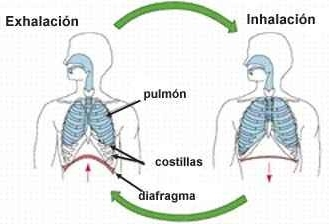 Exhalación
Inhalación
pulmón
costillas
diafragma